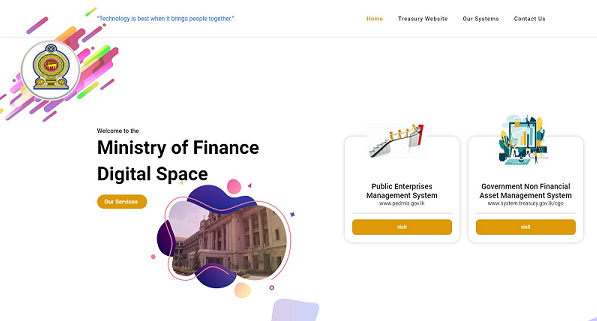 "Technology is best when it brings people together."
Home Treasury Website Our Systems Contact Us
Welcome to the
Ministry of Finance
Digital Space
Our Services
Public Enterprises
Management System
www.pedmis.gov.lk
visit
Government Non Financial
Asset Management System
www.system.treasury.gov.lk/cgo
visit